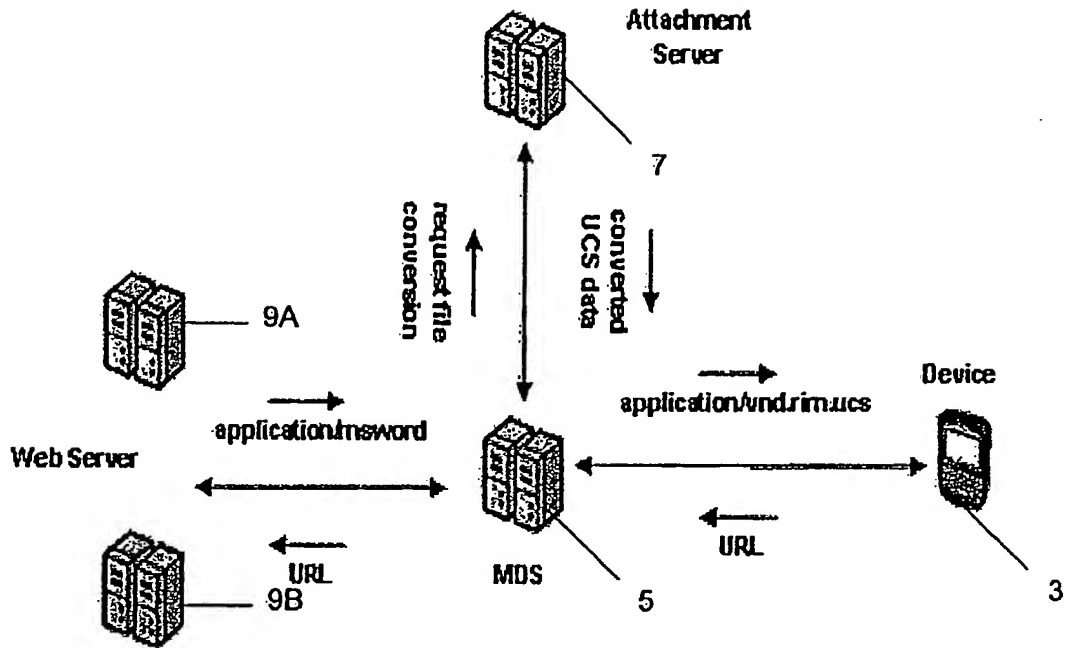 Attachment
Server
7
request file
conversion
converted
UCS data
9A
application/msword
application/vnd.rim.ucs
Device
Web Server
URL
URL
MDS
9B
5
3